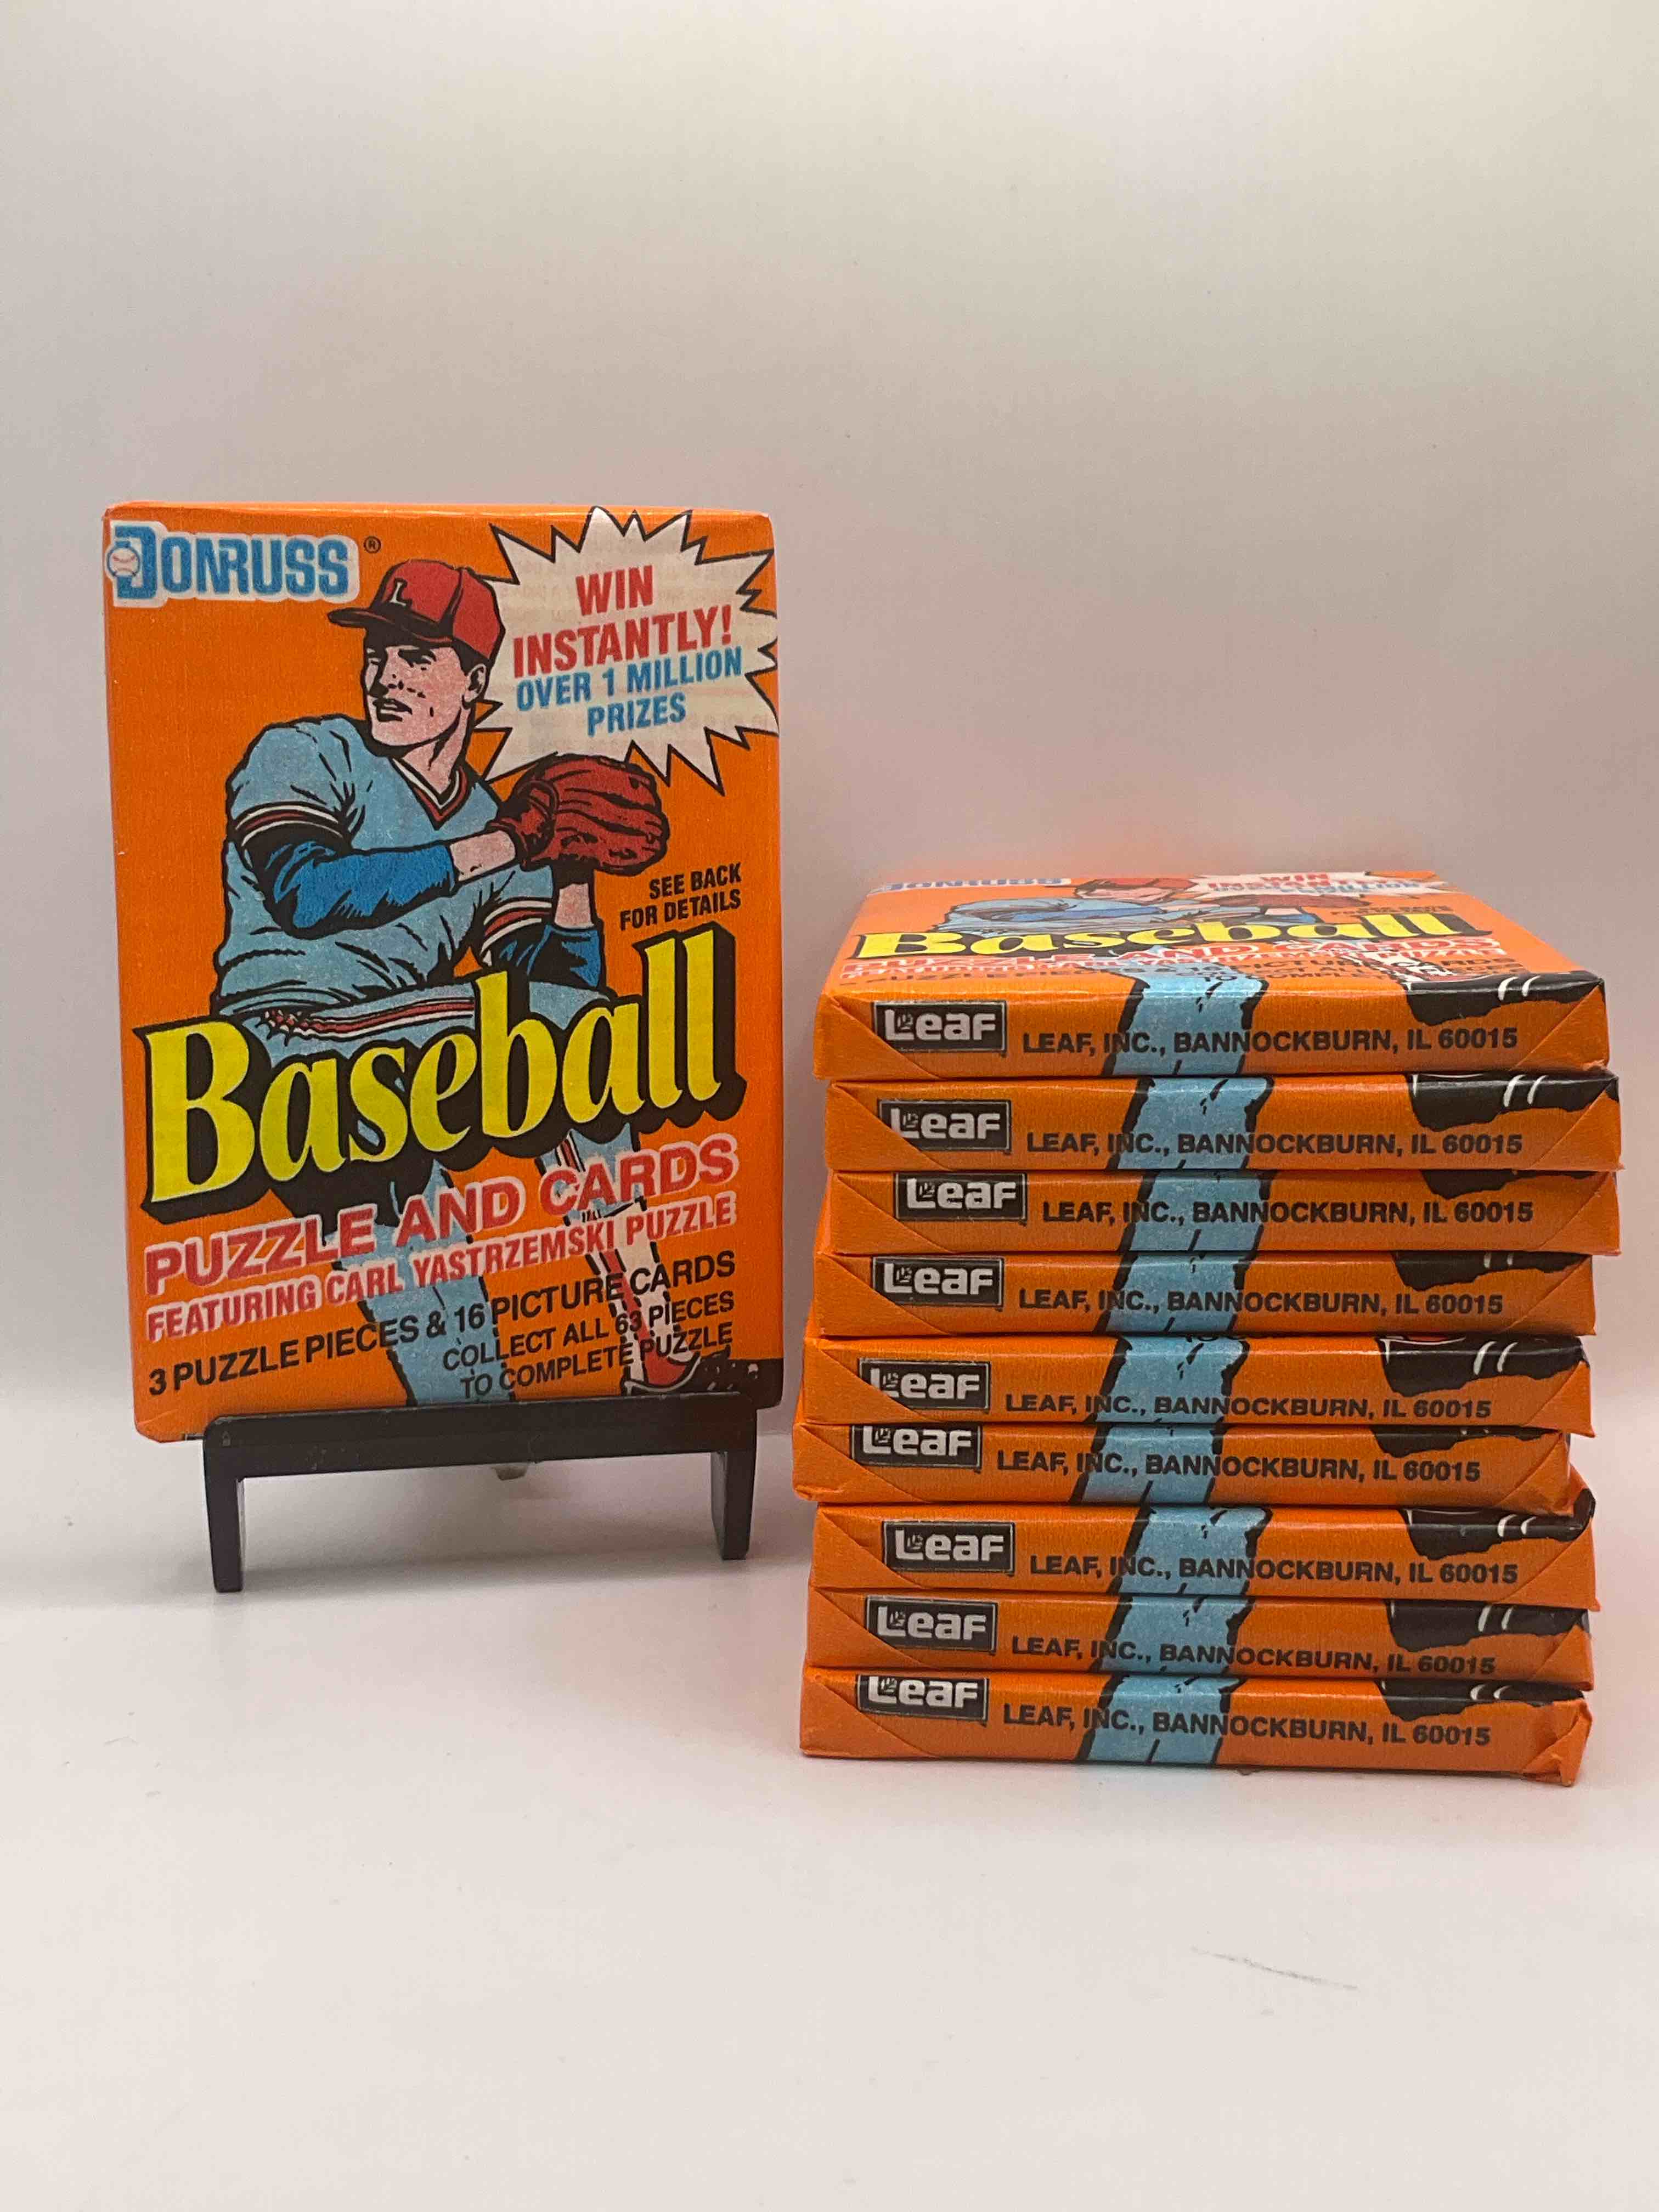 DONRUSS ®
WIN
INSTANTLY!
OVER 1 MILLION
PRIZES
L
SEE BACK
FOR DETAILS
Baseball
PUZZLE AND CARDS
FEATURING CARL YASTRZEMSKI PUZZLE
3 PUZZLE PIECES & 16 PICTURE CARDS
COLLECT ALL 63 PIECES
TO COMPLETE PUZZLE
DONRUSS
WIN
Baseball
Leaf LEAF, INC., BANNOCKBURN, IL 60015
Leaf LEAF, INC., BANNOCKBURN, IL 60015
Leaf LEAF, INC., BANNOCKBURN, IL 60015
Leaf LEAF, INC., BANNOCKBURN, IL 60015
Leaf LEAF, INC., BANNOCKBURN, IL 60015
Leaf LEAF, INC., BANNOCKBURN, IL 60015
Leaf LEAF, INC., BANNOCKBURN, IL 60015
Leaf LEAF, INC., BANNOCKBURN, IL 60015
Leaf LEAF, INC., BANNOCKBURN, IL 60015